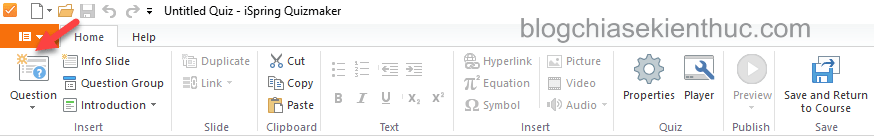 Untitled Quiz - iSpring Quizmaker
blogchiasekienthuc.com
Home Help
Question
Info Slide
Question Group
Introduction
Insert
Duplicate
Link
Slide
Cut
Copy
Paste
Clipboard
B I U X₂ X²
Text
Hyperlink
Equation
Symbol
Picture
Video
Audio
Insert
Properties
Player
Quiz
Preview
Publish
Save and Return
to Course
Save